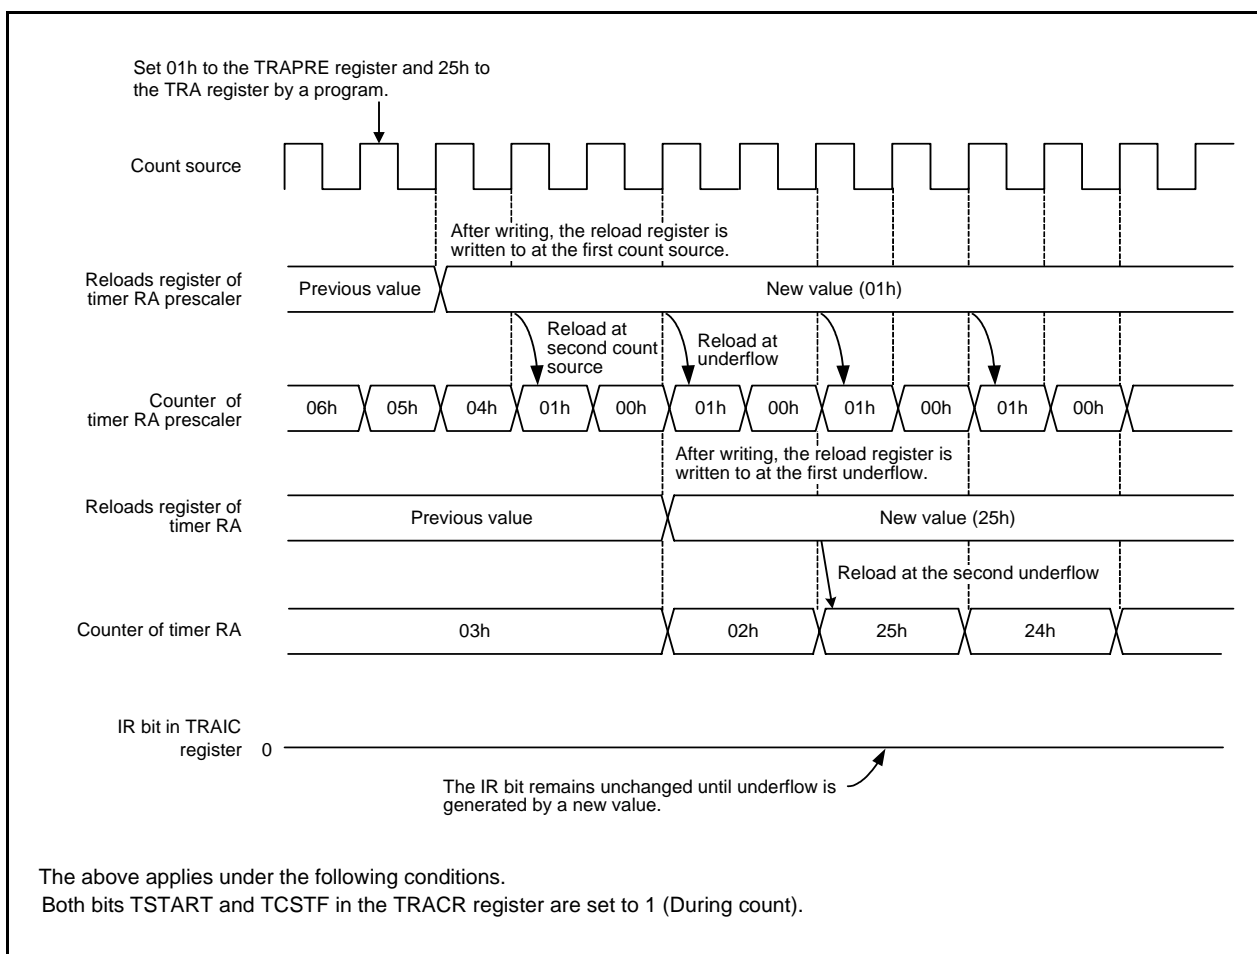 Set 01h to the TRAPRE register and 25h to
the TRA register by a program.
Count source
After writing, the reload register is
written to at the first count source.
Reloads register of
timer RA prescaler
Previous value
New value (01h)
Reload at
second count
source
Reload at
underflow
Counter of
timer RA prescaler
06h 05h 04h 01h 00h 01h 00h 01h 00h 01h 00h
After writing, the reload register is
written to at the first underflow.
Reloads register of
timer RA
Previous value
New value (25h)
Reload at the second underflow
Counter of timer RA
03h 02h 25h 24h
IR bit in TRAIC
register
0
The IR bit remains unchanged until underflow is
generated by a new value.
The above applies under the following conditions.
Both bits TSTART and TCSTF in the TRACR register are set to 1 (During count).